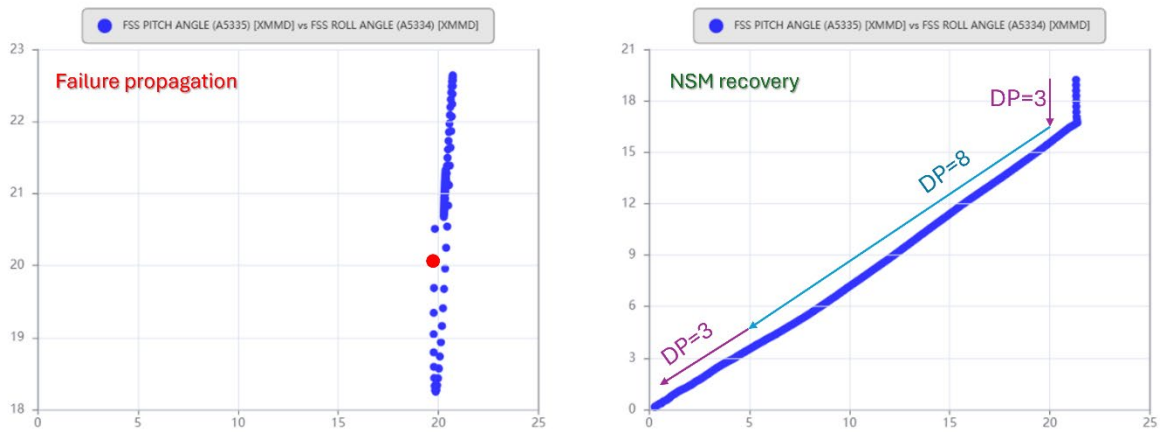 FSS PITCH ANGLE (A5335) [XMMD] vs FSS ROLL ANGLE (A5334) [XMMD]
23
Failure propagation
22
21
20
19
18
0 5 10 15 20 25
FSS PITCH ANGLE (A5335) [XMMD] vs FSS ROLL ANGLE (A5334) [XMMD]
21
NSM recovery
18
DP=3
15
DP=8
12
9
6
DP=3
3
0
0 5 10 15 20 25